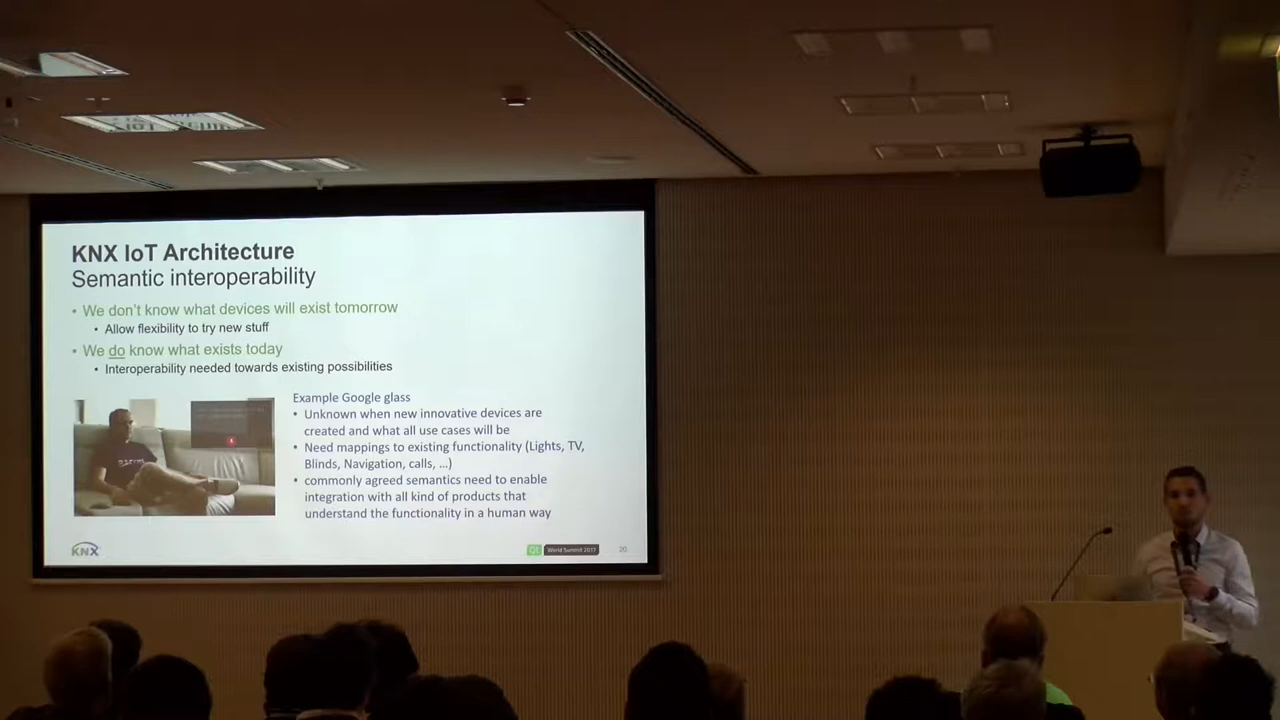 KNX IoT Architecture
Semantic interoperability
• We don't know what devices will exist tomorrow
• Allow flexibility to try new stuff
• We do know what exists today
• Interoperability needed towards existing possibilities
Example Google glass
• Unknown when new innovative devices are
created and what all use cases will be
• Need mappings to existing functionality (Lights, TV,
Blinds, Navigation, calls, ...)
• commonly agreed semantics need to enable
integration with all kind of products that
understand the functionality in a human way
KNX
Qt World Summit 2017
20